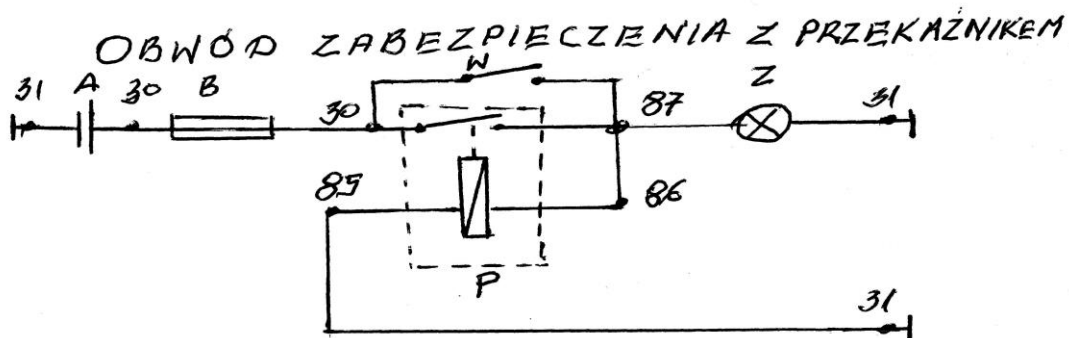 OBWÓD ZABEZPIECZENIA Z PRZEKAŹNIKEM
W
Z
31 A 30 B 30 87 31
85 86
P
31